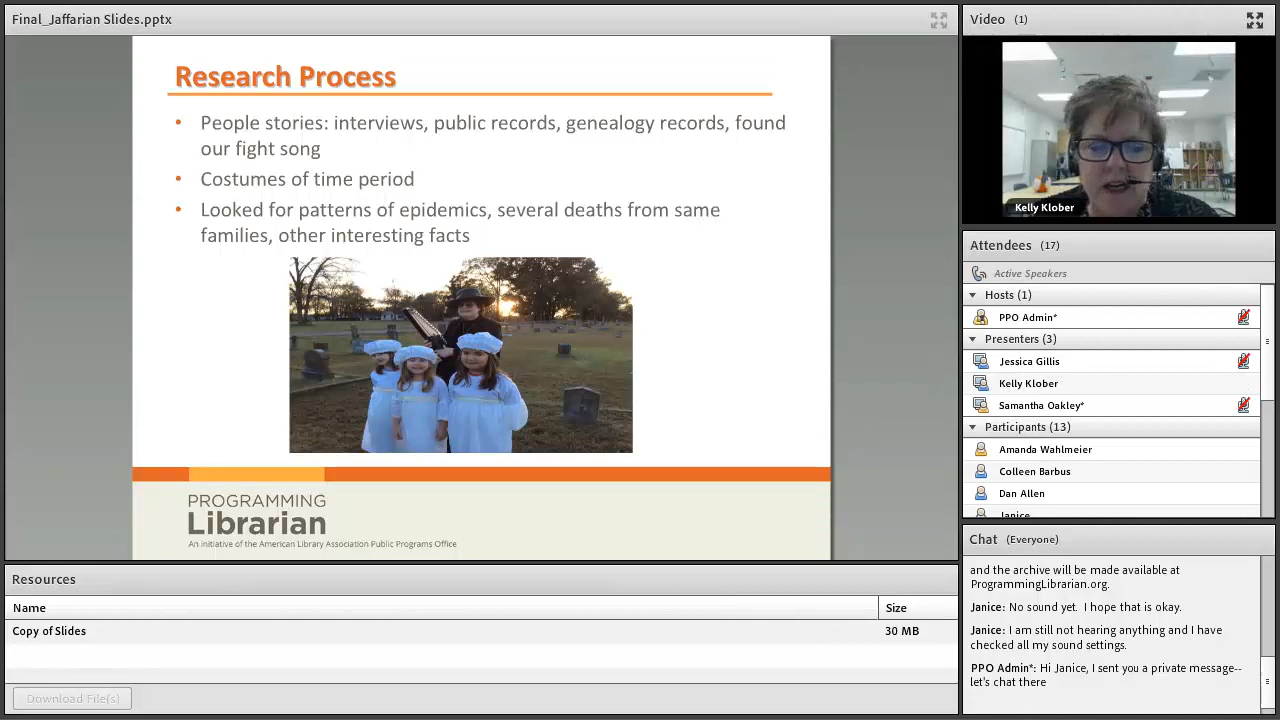 Final_Jaffarian Slides.pptx
Research Process
• People stories: interviews, public records, genealogy records, found
our fight song
• Costumes of time period
• Looked for patterns of epidemics, several deaths from same
families, other interesting facts
PROGRAMMING
Librarian
An initiative of the American Library Association Public Programs Office
Resources
Name
Size
Copy of Slides
30 MB
Download File(s)
Video (1)
Kelly Klober
Attendees (17)
Active Speakers
Hosts (1)
PPO Admin*
Presenters (3)
Jessica Gillis
Kelly Klober
Samantha Oakley*
Participants (13)
Amanda Wahlmeier
Colleen Barbus
Dan Allen
Janice
Chat (Everyone)
and the archive will be made available at
ProgrammingLibrarian.org.
Janice: No sound yet. I hope that is okay.
Janice: I am still not hearing anything and I have
checked all my sound settings.
PPO Admin*: Hi Janice, I sent you a private message--
let's chat there